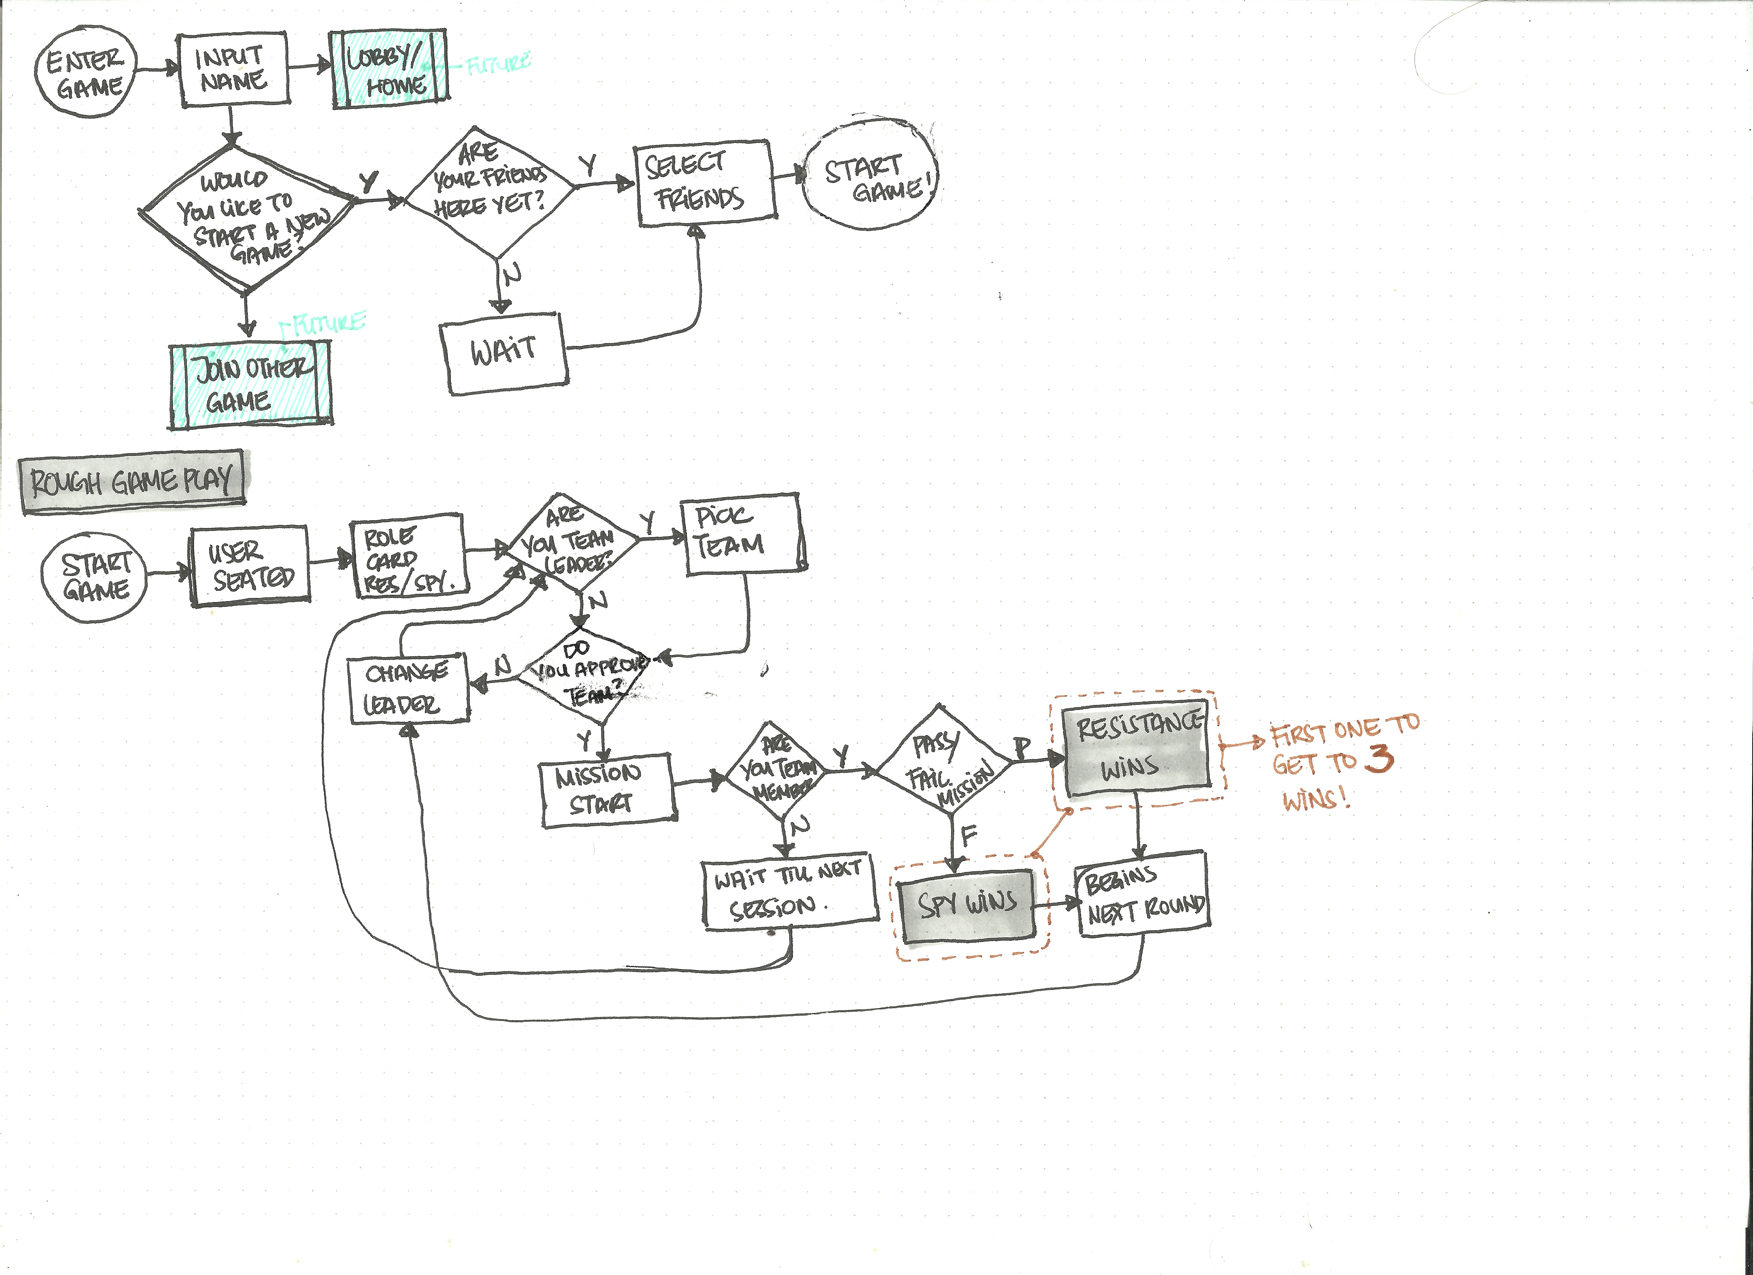 ENTER
GAME
INPUT
NAME
LOBBY/
HOME
FUTURE
WOULD
YOU LIKE TO
START A NEW
GAME?
Y
ARE
YOUR FRIENDS
HERE YET?
Y
SELECT
FRIENDS
START
GAME!
N
WAIT
FUTURE
JOIN OTHER
GAME
ROUGH GAME PLAY
START
GAME
USER
SEATED
ROLE
CARD
RES/SPY.
ARE
YOU TEAM
LEADER?
Y
PICK
TEAM
N
DO
YOU APPROVE
TEAM?
N
CHANGE
LEADER
Y
MISSION
START
ARE
YOU TEAM
MEMBER
Y
PASS/
FAIL
MISSION
P
RESISTANCE
WINS
FIRST ONE TO
GET TO 3
WINS!
N
WAIT TILL NEXT
SESSION.
F
SPY WINS
BEGINS
NEXT ROUND